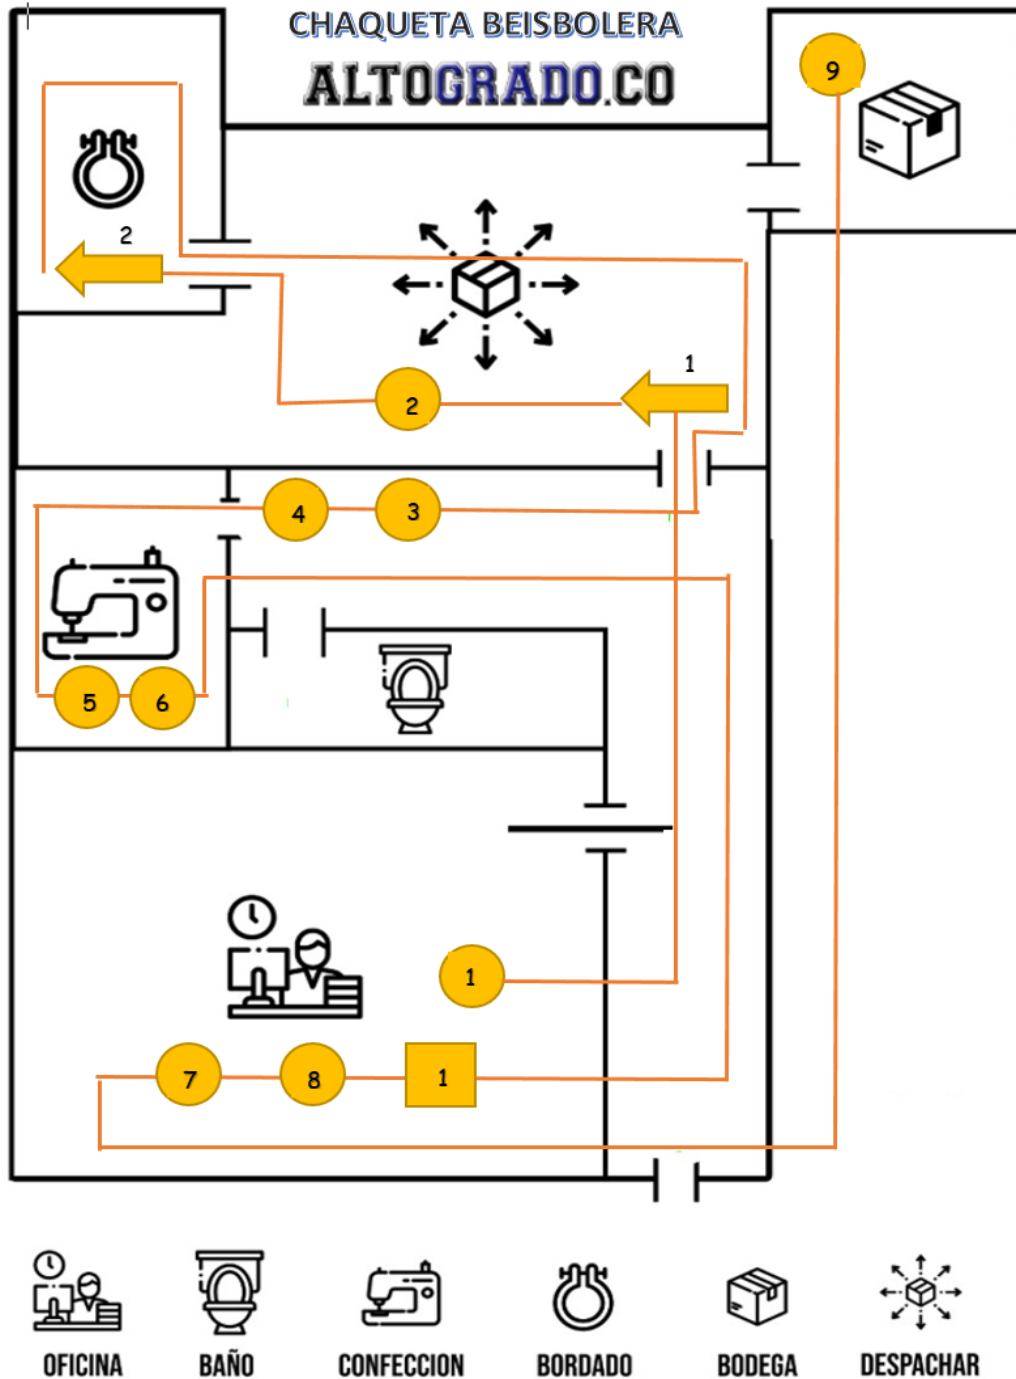 CHAQUETA BEISBOLERA
ALTOGRADO.CO
9
2
1
2
4
3
5
6
1
7
8
1
OFICINA
BAÑO
CONFECCION
BORDADO
BODEGA
DESPACHAR